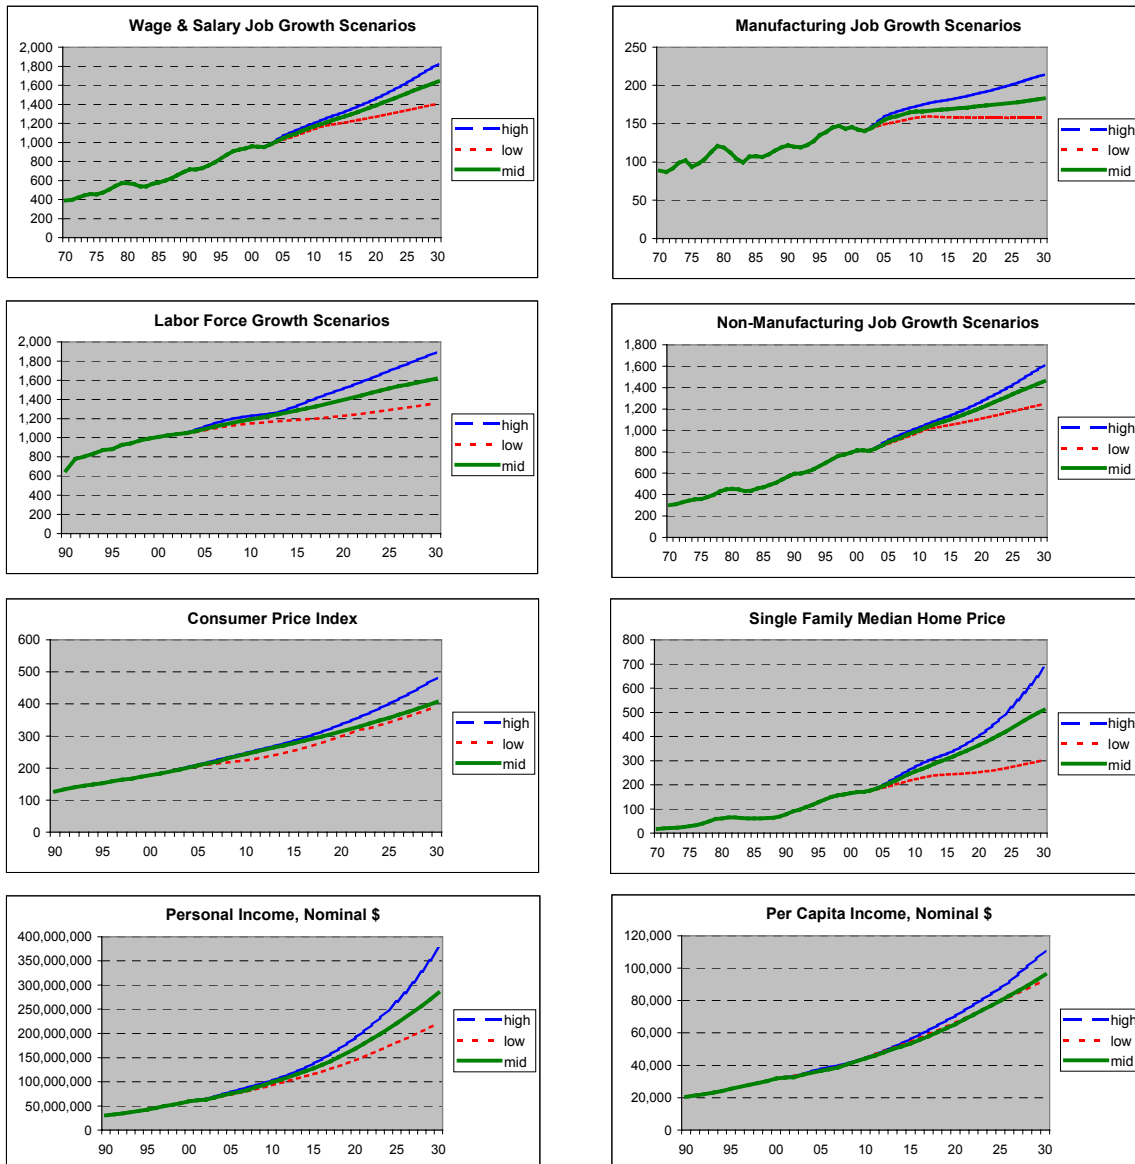 Wage & Salary Job Growth Scenarios
2,000
1,800
1,600
1,400
1,200
1,000
800
600
400
200
0
70 75 80 85 90 95 00 05 10 15 20 25 30
high
low
mid
Manufacturing Job Growth Scenarios
250
200
150
100
50
0
70 75 80 85 90 95 00 05 10 15 20 25 30
high
low
mid
Labor Force Growth Scenarios
2,000
1,800
1,600
1,400
1,200
1,000
800
600
400
200
0
90 95 00 05 10 15 20 25 30
high
low
mid
Non-Manufacturing Job Growth Scenarios
1,800
1,600
1,400
1,200
1,000
800
600
400
200
0
70 75 80 85 90 95 00 05 10 15 20 25 30
high
low
mid
Consumer Price Index
600
500
400
300
200
100
0
90 95 00 05 10 15 20 25 30
high
low
mid
Single Family Median Home Price
800
700
600
500
400
300
200
100
0
70 75 80 85 90 95 00 05 10 15 20 25 30
high
low
mid
Personal Income, Nominal $
400,000,000
350,000,000
300,000,000
250,000,000
200,000,000
150,000,000
100,000,000
50,000,000
0
90 95 00 05 10 15 20 25 30
high
low
mid
Per Capita Income, Nominal $
120,000
100,000
80,000
60,000
40,000
20,000
0
90 95 00 05 10 15 20 25 30
high
low
mid